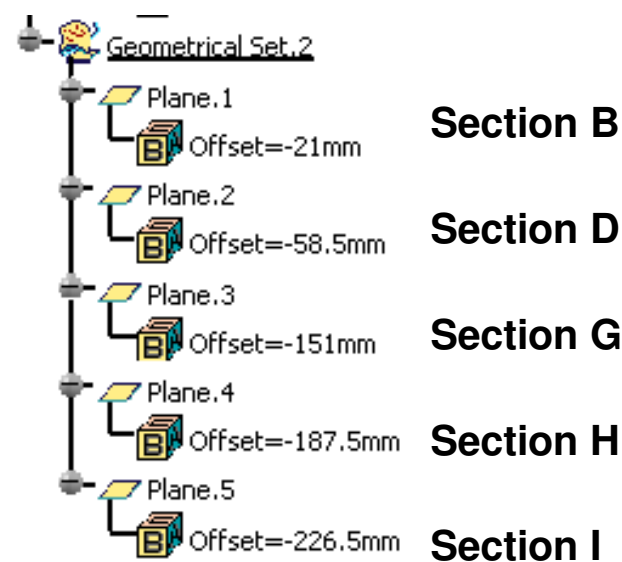 Geometrical Set.2
Plane.1
Offset=-21mm
Section B
Plane.2
Offset=-58.5mm
Section D
Plane.3
Offset=-151mm
Section G
Plane.4
Offset=-187.5mm
Section H
Plane.5
Offset=-226.5mm
Section I